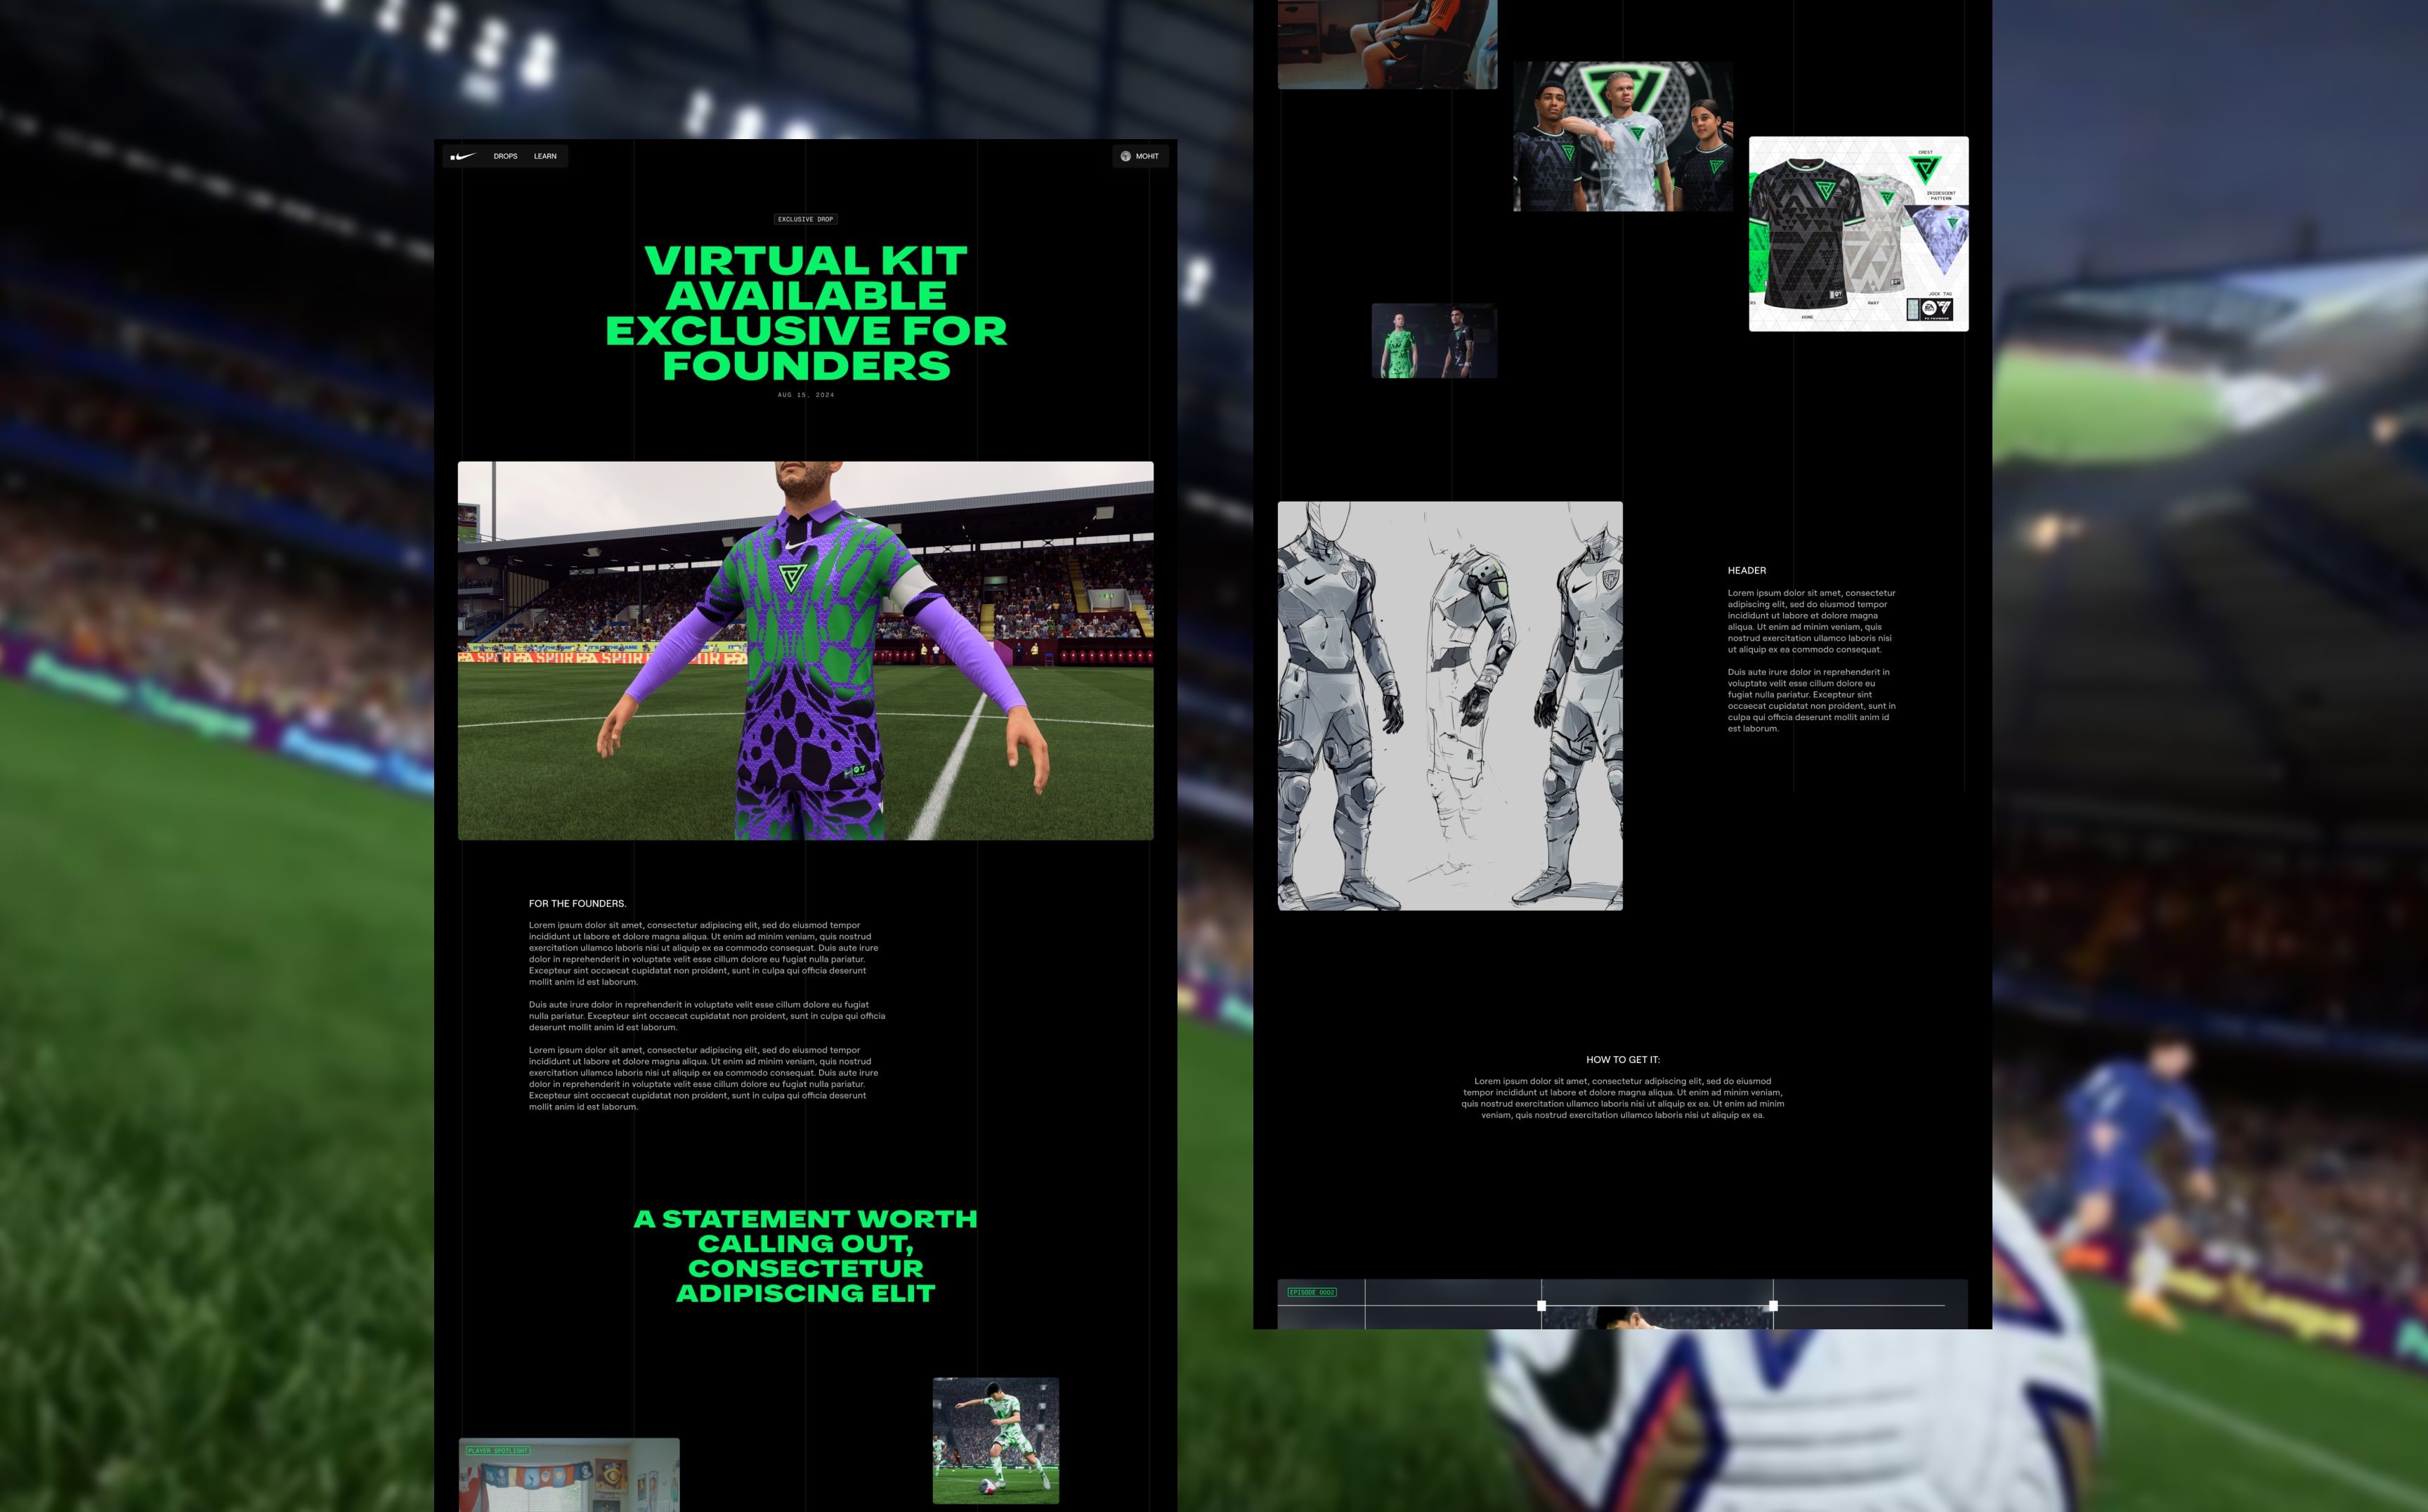 DROPS
LEARN
MOHIT
EXCLUSIVE DROP
VIRTUAL KIT
AVAILABLE
EXCLUSIVE FOR
FOUNDERS
AUG 15, 2024
FOR THE FOUNDERS.
Lorem ipsum dolor sit amet, consectetur adipiscing elit, sed do eiusmod tempor
incididunt ut labore et dolore magna aliqua. Ut enim ad minim veniam, quis nostrud
exercitation ullamco laboris nisi ut aliquip ex ea commodo consequat. Duis aute irure
dolor in reprehenderit in voluptate velit esse cillum dolore eu fugiat nulla pariatur.
Excepteur sint occaecat cupidatat non proident, sunt in culpa qui officia deserunt
mollit anim id est laborum.
Duis aute irure dolor in reprehenderit in voluptate velit esse cillum dolore eu fugiat
nulla pariatur. Excepteur sint occaecat cupidatat non proident, sunt in culpa qui officia
deserunt mollit anim id est laborum.
Lorem ipsum dolor sit amet, consectetur adipiscing elit, sed do eiusmod tempor
incididunt ut labore et dolore magna aliqua. Ut enim ad minim veniam, quis nostrud
exercitation ullamco laboris nisi ut aliquip ex ea commodo consequat. Duis aute irure
dolor in reprehenderit in voluptate velit esse cillum dolore eu fugiat nulla pariatur.
Excepteur sint occaecat cupidatat non proident, sunt in culpa qui officia deserunt
mollit anim id est laborum.
A STATEMENT WORTH
CALLING OUT,
CONSECTETUR
ADIPISCING ELIT
PLAYER SPOTLIGHT
CREST
IRIDESCENT
PATTERN
JOCK TAG
AWAY
HOME
HEADER
Lorem ipsum dolor sit amet, consectetur
adipiscing elit, sed do eiusmod tempor
incididunt ut labore et dolore magna
aliqua. Ut enim ad minim veniam, quis
nostrud exercitation ullamco laboris nisi
ut aliquip ex ea commodo consequat.
Duis aute irure dolor in reprehenderit in
voluptate velit esse cillum dolore eu
fugiat nulla pariatur. Excepteur sint
occaecat cupidatat non proident, sunt in
culpa qui officia deserunt mollit anim id
est laborum.
HOW TO GET IT:
Lorem ipsum dolor sit amet, consectetur adipiscing elit, sed do eiusmod
tempor incididunt ut labore et dolore magna aliqua. Ut enim ad minim veniam,
quis nostrud exercitation ullamco laboris nisi ut aliquip ex ea. Ut enim ad minim
veniam, quis nostrud exercitation ullamco laboris nisi ut aliquip ex ea.
EPISODE 0002